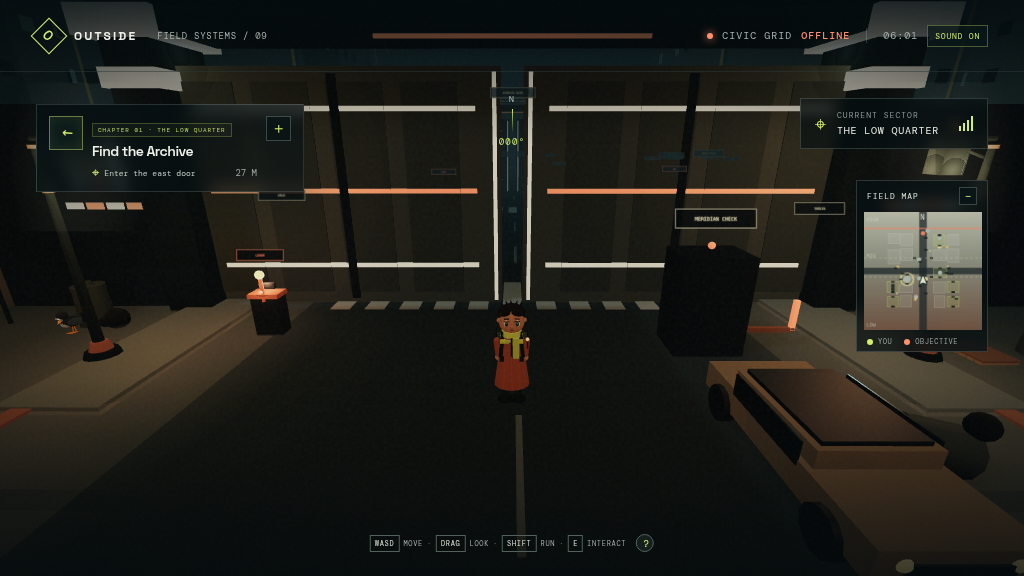 OUTSIDE
FIELD SYSTEMS / 09
CIVIC GRID OFFLINE
06:01
SOUND ON
CHAPTER 01 · THE LOW QUARTER
Find the Archive
Enter the east door
27 M
N
000°
CURRENT SECTOR
THE LOW QUARTER
MERIDIAN CHECK
FIELD MAP
N
LOW
YOU
OBJECTIVE
WASD MOVE · DRAG LOOK · SHIFT RUN · E INTERACT ?